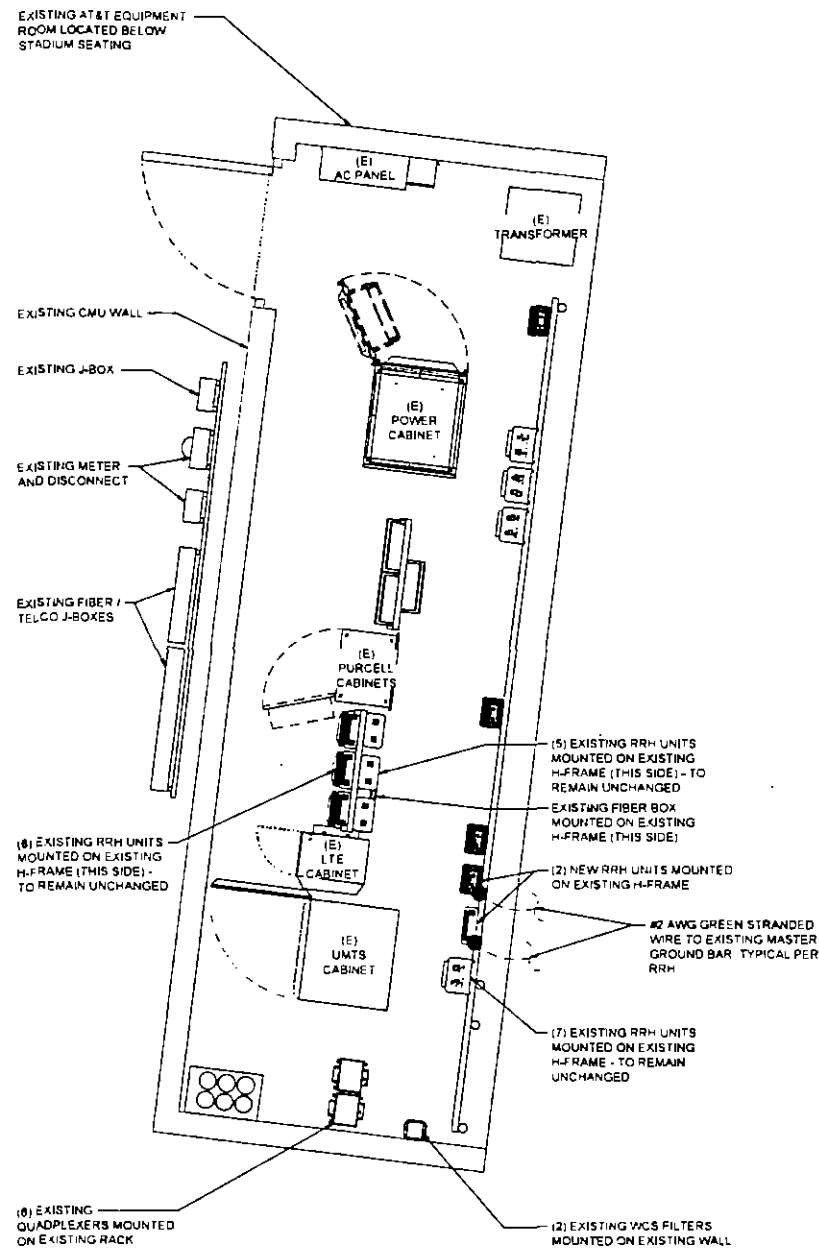 EXISTING AT&T EQUIPMENT
ROOM LOCATED BELOW
STADIUM SEATING
(E)
AC PANEL
(E)
TRANSFORMER
EXISTING CMU WALL
EXISTING J-BOX
(E)
POWER
CABINET
EXISTING METER
AND DISCONNECT
EXISTING FIBER /
TELCO J-BOXES
(E)
PURCELL
CABINETS
(5) EXISTING RRH UNITS
MOUNTED ON EXISTING
H-FRAME (THIS SIDE) - TO
REMAIN UNCHANGED
EXISTING FIBER BOX
MOUNTED ON EXISTING
H-FRAME (THIS SIDE)
(6) EXISTING RRH UNITS
MOUNTED ON EXISTING
H-FRAME (THIS SIDE) -
TO REMAIN UNCHANGED
(E)
LTE
CABINET
(2) NEW RRH UNITS MOUNTED
ON EXISTING H-FRAME
#2 AWG GREEN STRANDED
WIRE TO EXISTING MASTER
GROUND BAR TYPICAL PER
RRH
(E)
UMTS
CABINET
(7) EXISTING RRH UNITS
MOUNTED ON EXISTING
H-FRAME - TO REMAIN
UNCHANGED
(6) EXISTING
QUADPLEXERS MOUNTED
ON EXISTING RACK
(2) EXISTING WCS FILTERS
MOUNTED ON EXISTING WALL